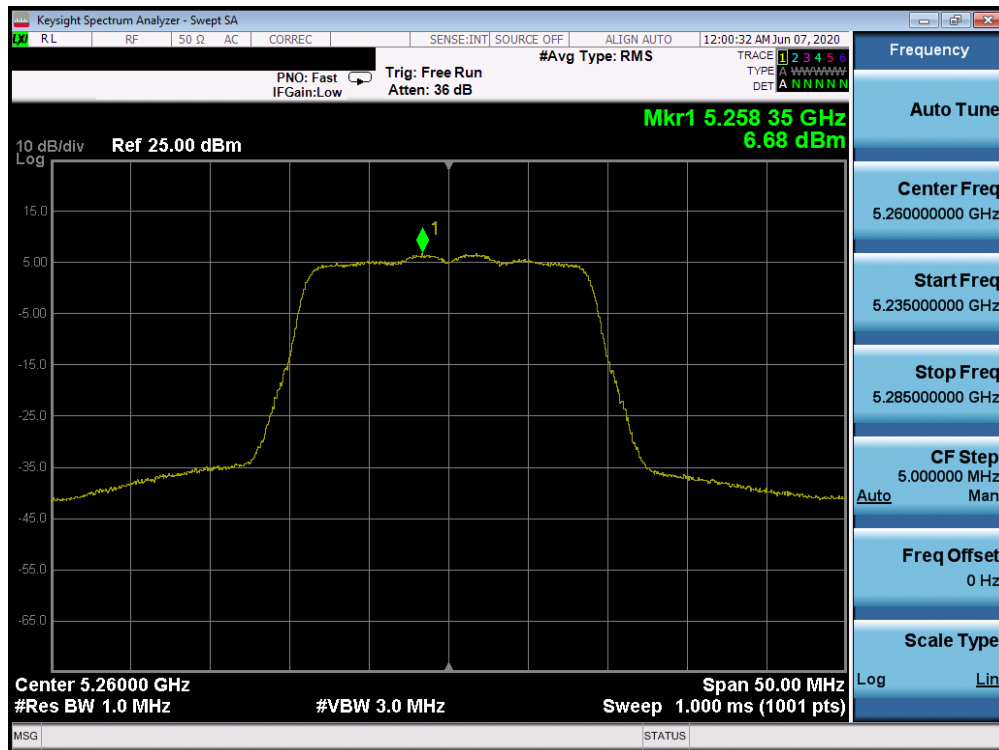 Keysight Spectrum Analyzer - Swept SA
LXI RL RF 50 Ω AC CORREC SENSE:INT SOURCE OFF ALIGN AUTO 12:00:32 AM Jun 07, 2020
#Avg Type: RMS
TRACE 1 2 3 4 5 6
TYPE A WWWWW
DET A N N N N N
PNO: Fast
IFGain:Low
Trig: Free Run
Atten: 36 dB
Mkr1 5.258 35 GHz
6.68 dBm
10 dB/div
Log
Ref 25.00 dBm
1
15.0
5.00
-5.00
-15.0
-25.0
-35.0
-45.0
-55.0
-65.0
Center 5.26000 GHz
Span 50.00 MHz
#Res BW 1.0 MHz
#VBW 3.0 MHz
Sweep 1.000 ms (1001 pts)
MSG
STATUS
Frequency
Auto Tune
Center Freq
5.260000000 GHz
Start Freq
5.235000000 GHz
Stop Freq
5.285000000 GHz
CF Step
5.000000 MHz
Auto Man
Freq Offset
0 Hz
Scale Type
Log Lin